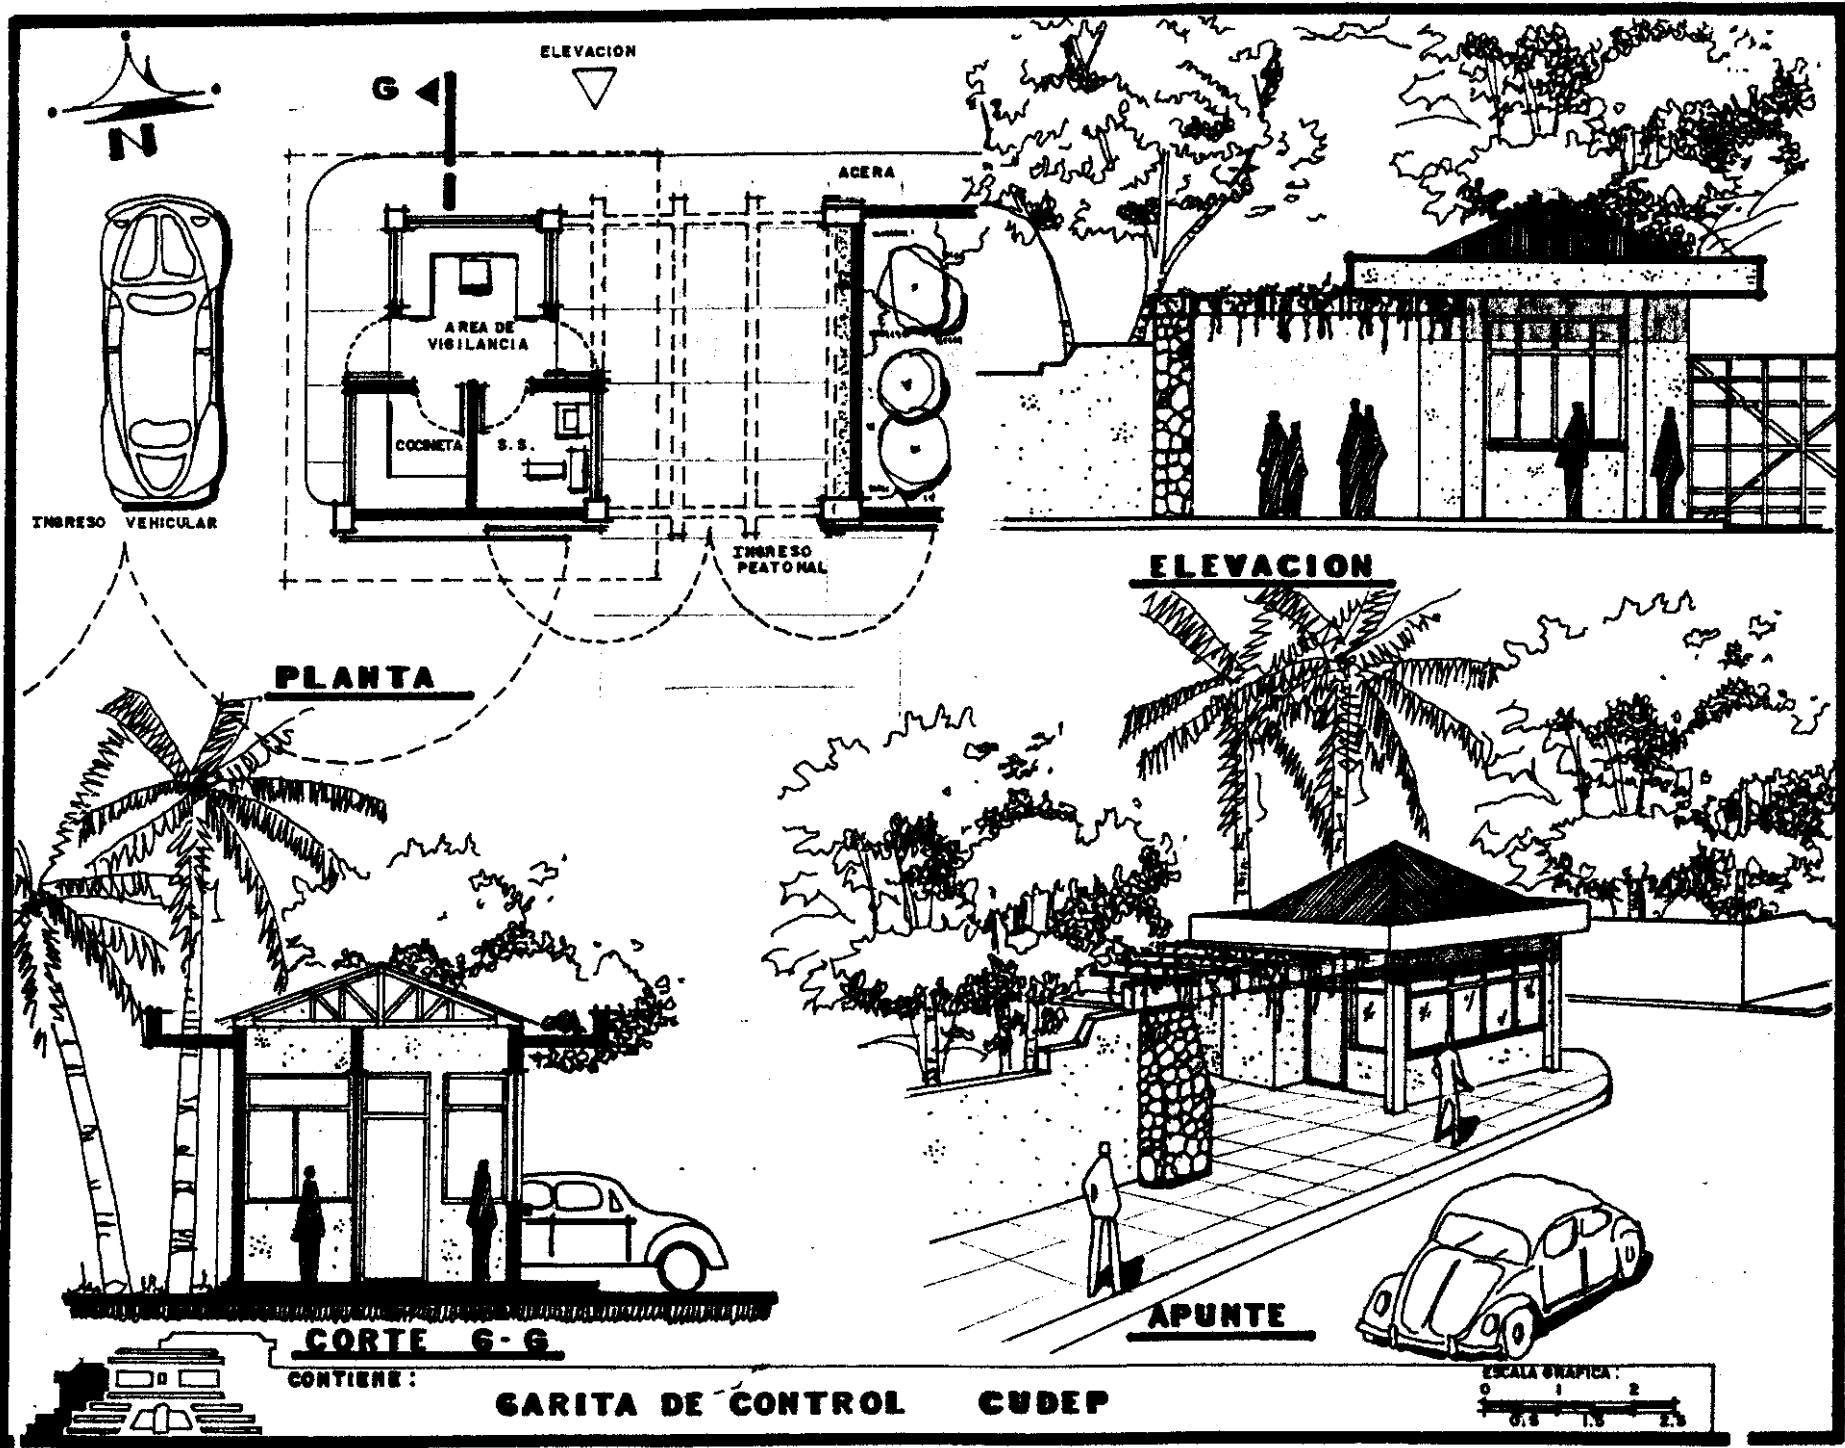 ELEVACION
G
N
ACERA
AREA DE
VIGILANCIA
COCINETA
S.S.
INGRESO VEHICULAR
INGRESO
PEATONAL
ELEVACION
PLANTA
APUNTE
CORTE G-G
CONTIENE:
GARITA DE CONTROL CUDEP
ESCALA GRAFICA:
0 1 2
0.5 1.5 2.5